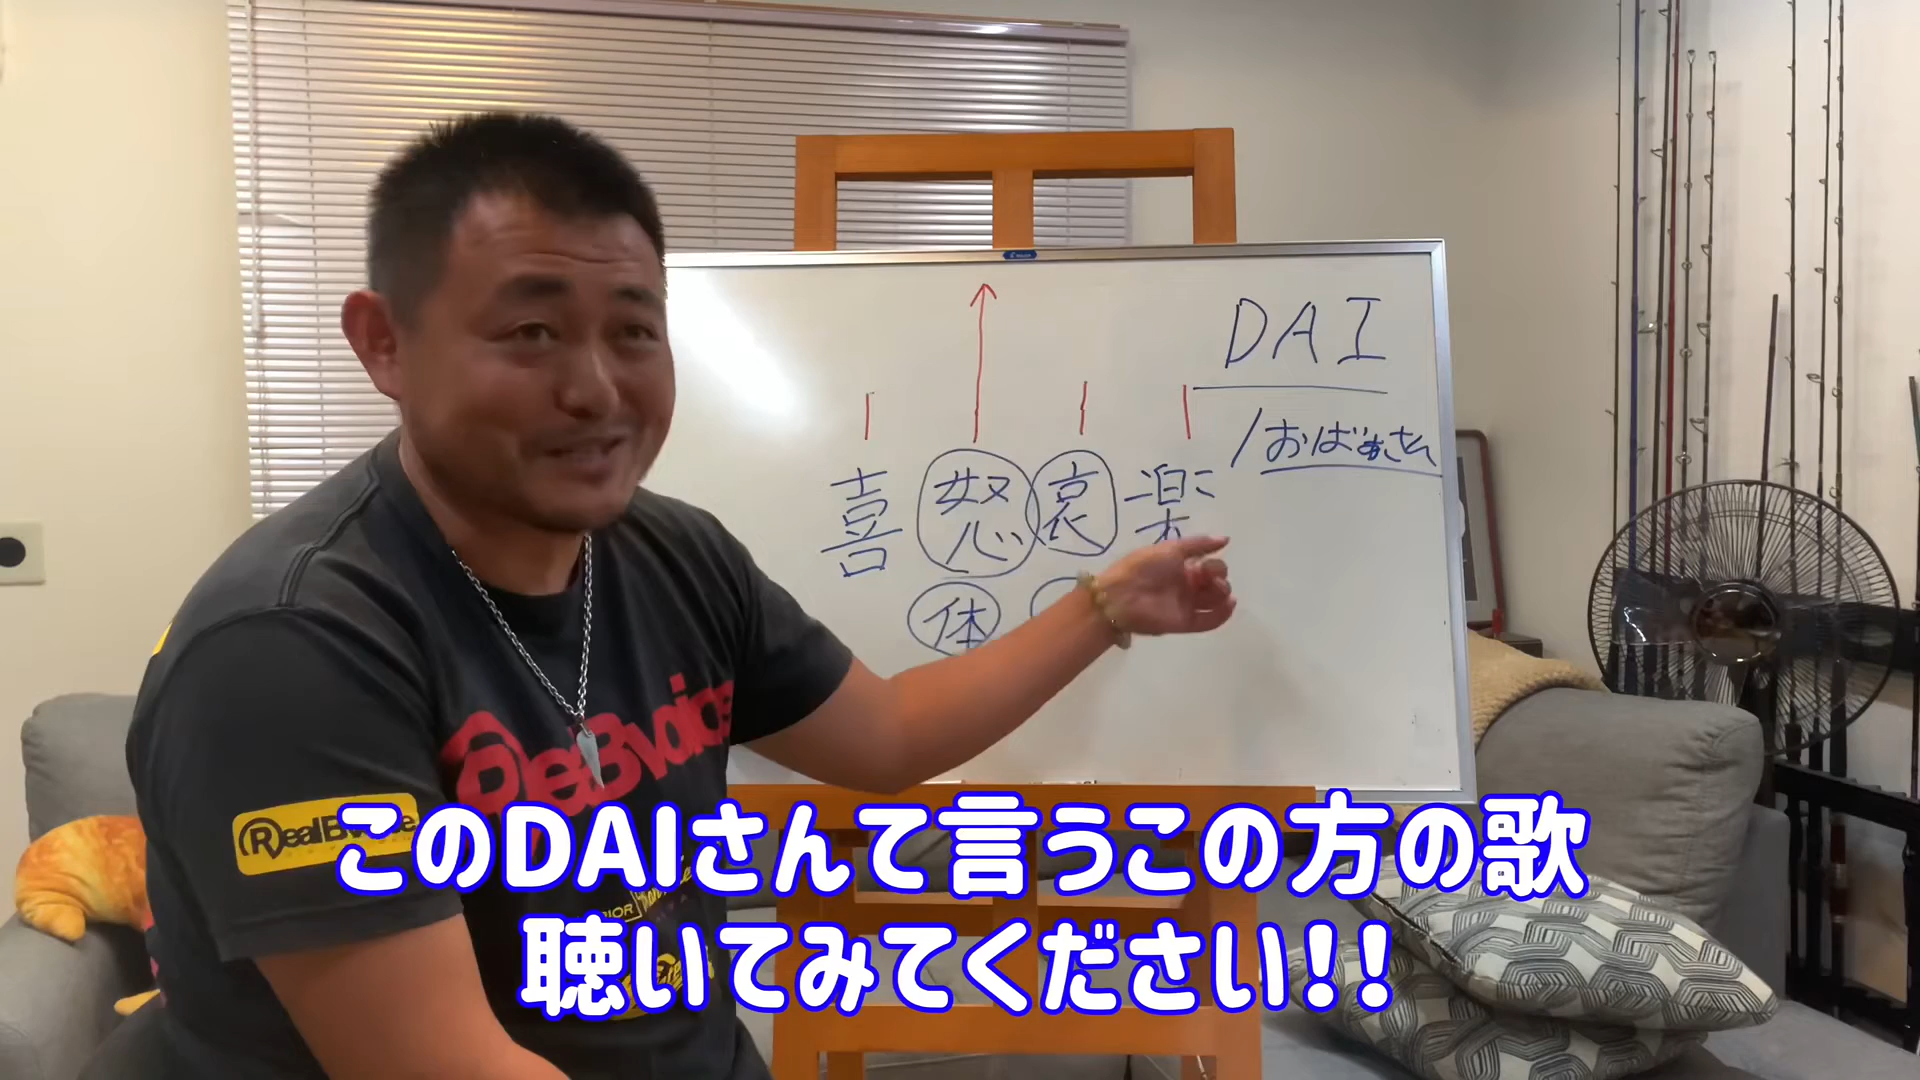 DAI
/おばあさん
喜怒哀楽
体
RealBvoice
RealBvoice
このDAIさんて言うこの方の歌
聴いてみてください!!